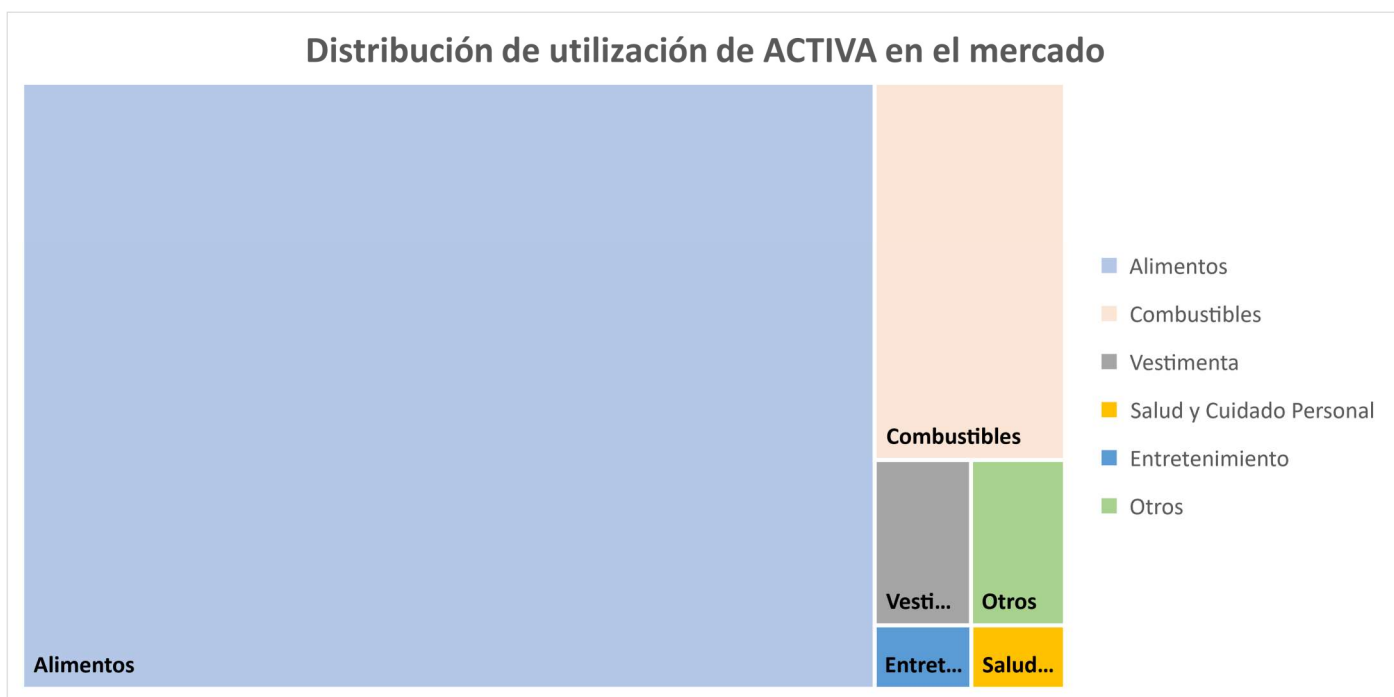 Distribución de utilización de ACTIVA en el mercado
Alimentos
Combustibles
Vesti...
Otros
Entret...
Salud...
Alimentos
Combustibles
Vestimenta
Salud y Cuidado Personal
Entretenimiento
Otros